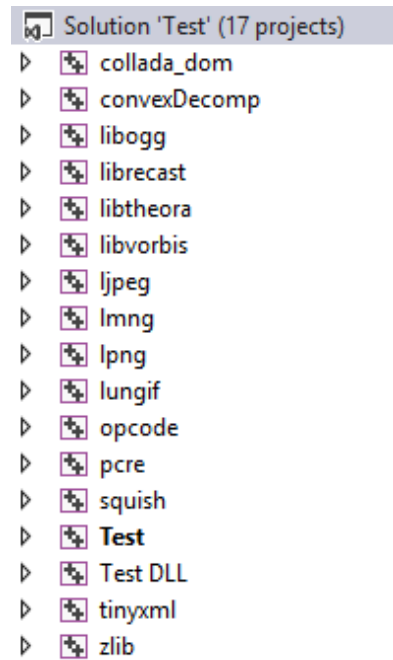 Solution 'Test' (17 projects)
collada_dom
convexDecomp
libogg
librecast
libtheora
libvorbis
ljpeg
lmng
lpng
lungif
opcode
pcre
squish
Test
Test DLL
tinyxml
zlib